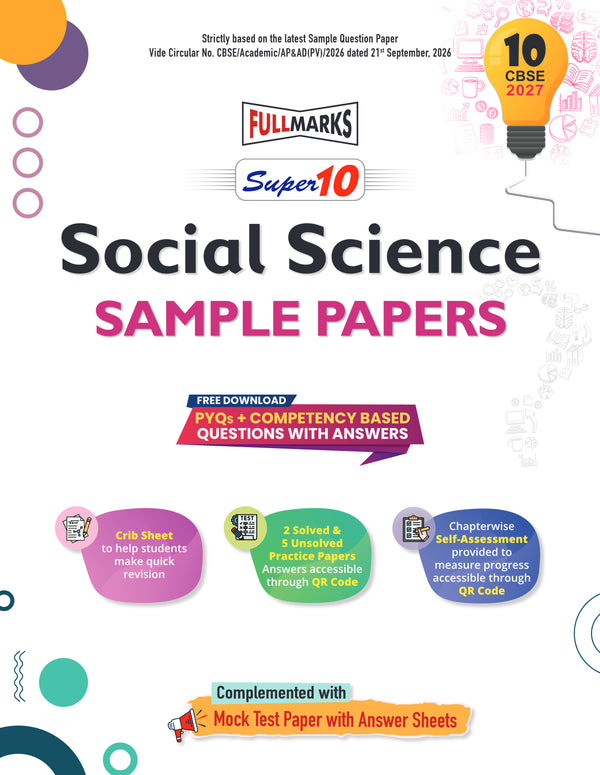 Strictly based on the latest Sample Question Paper
Vide Circular No. CBSE/Academic/AP&AD(PV)/2026 dated 21st September, 2026
10
CBSE
2027
FULLMARKS
Super10
Social Science
SAMPLE PAPERS
FREE DOWNLOAD
PYQs + COMPETENCY BASED
QUESTIONS WITH ANSWERS
Crib Sheet
to help students
make quick
revision
TEST
2 Solved &
5 Unsolved
Practice Papers
Answers accessible
through QR Code
Chapterwise
Self-Assessment
provided to
measure progress
accessible through
QR Code
Complemented with
Mock Test Paper with Answer Sheets